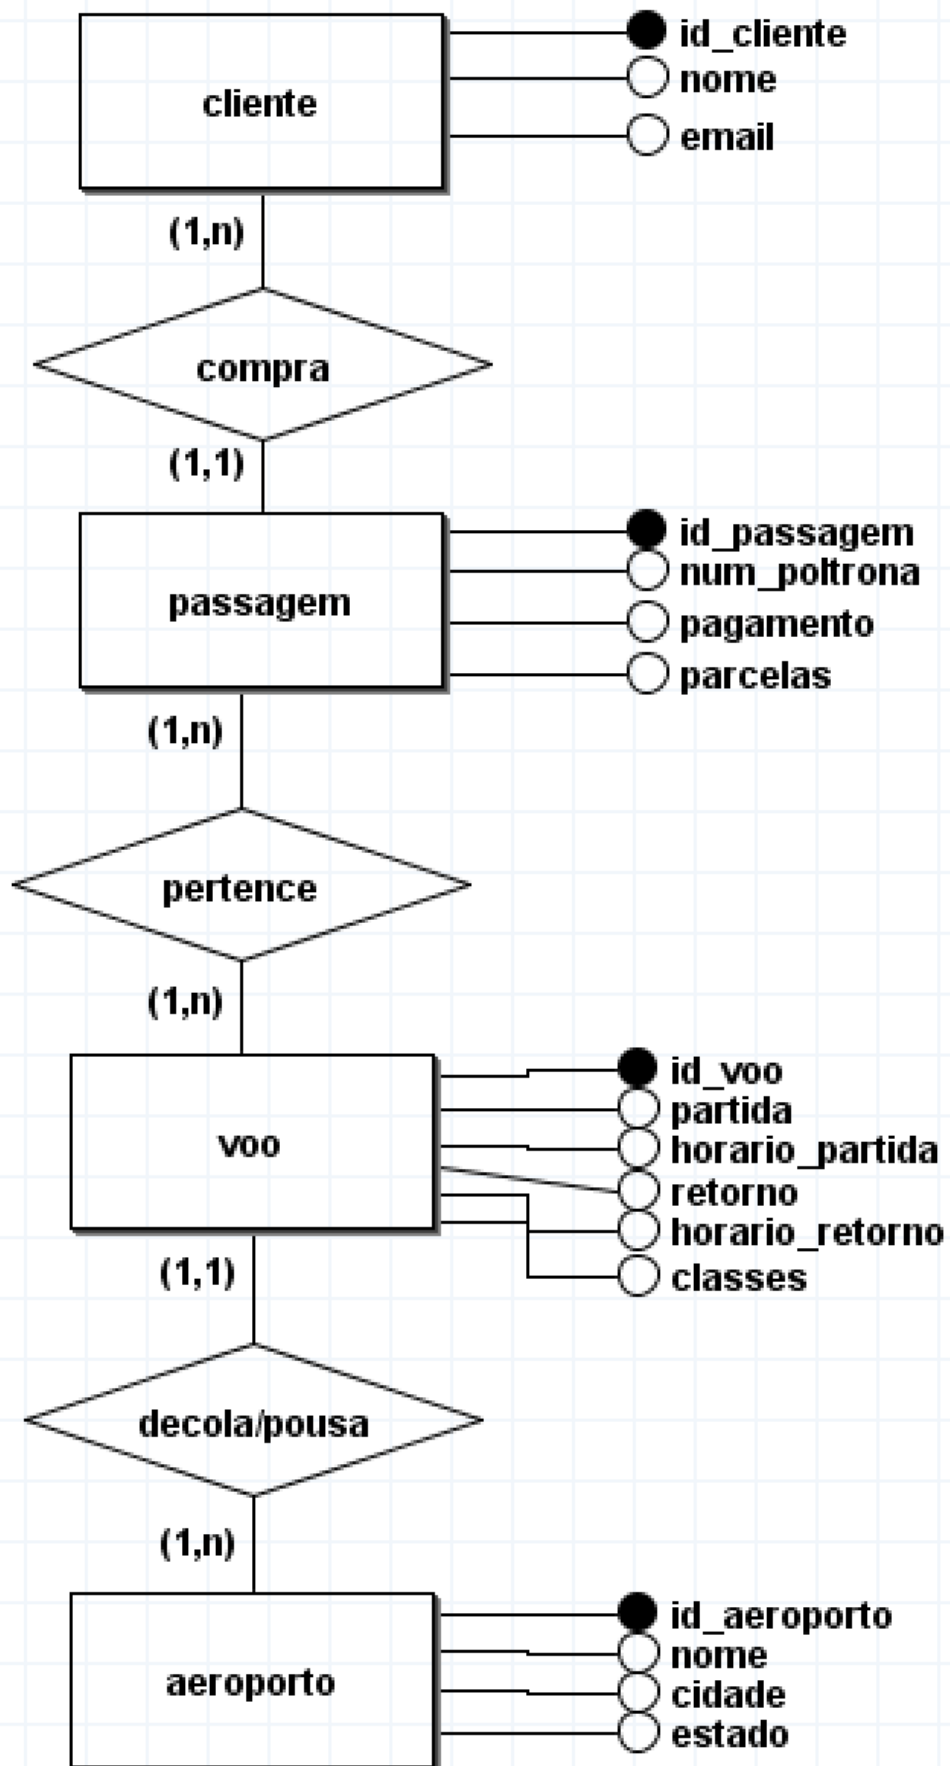 cliente
id_cliente
nome
email
(1,n)
compra
(1,1)
passagem
id_passagem
num_poltrona
pagamento
parcelas
(1,n)
pertence
(1,n)
voo
id_voo
partida
horario_partida
retorno
horario_retorno
classes
(1,1)
decola/pousa
(1,n)
aeroporto
id_aeroporto
nome
cidade
estado